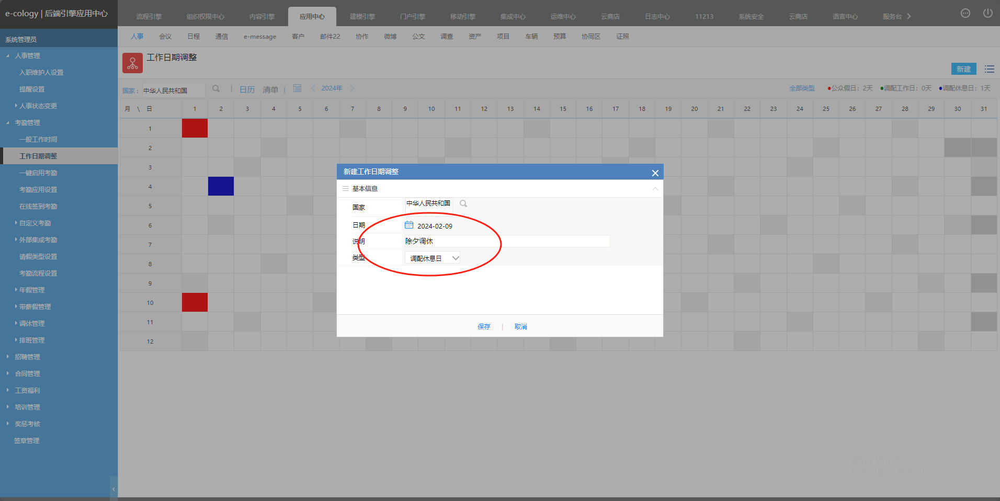 e-cology | 后端引擎应用中心
流程引擎 组织权限中心 内容引擎 应用中心 建模引擎 门户引擎 移动引擎 集成中心 运维中心 云商店 日志中心 11213 系统安全 云商店 语言中心 服务台
系统管理员
人事 会议 日程 通信 e-message 客户 邮件22 协作 微博 公文 调查 资产 项目 车辆 预算 协同区 证照
人事管理
入职维护人设置
提醒设置
人事状态变更
考勤管理
一般工作时间
工作日期调整
一键启用考勤
考勤应用设置
在线签到考勤
自定义考勤
外部集成考勤
请假类型设置
考勤流程设置
年假管理
带薪假管理
调休管理
排班管理
招聘管理
合同管理
工资福利
培训管理
奖惩考核
签章管理
工作日期调整
新建
国家 : 中华人民共和国 | 日历 清单 | 2024年 全部类型 •公众假日：2天 •调配工作日：0天 •调配休息日：1天
月 \ 日 1 2 3 4 5 6 7 8 9 10 11 12 13 14 15 16 17 18 19 20 21 22 23 24 25 26 27 28 29 30 31
1
2
3
4
5
6
7
8
9
10
11
12
新建工作日期调整
基本信息
国家 中华人民共和国
日期 2024-02-09
说明 除夕调休
类型 调配休息日
保存 | 取消
激活 Windows